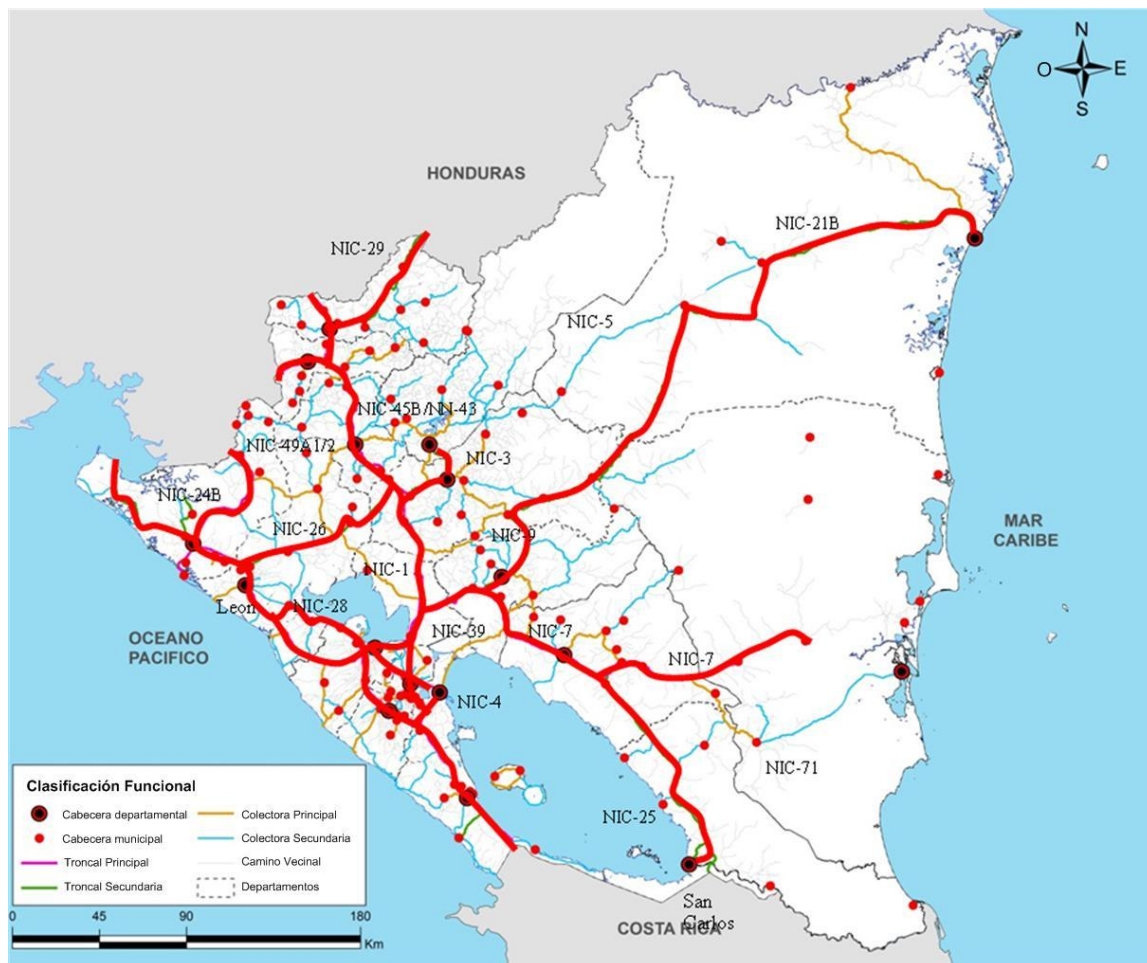 N
O
E
S
HONDURAS
NIC-29
NIC-21B
NIC-5
NIC-45B/NN-43
NIC-49A1/2
NIC-3
NIC-24B
NIC-26
NIC-9
MAR
CARIBE
NIC-1
Leon
NIC-28
OCEANO
PACIFICO
NIC-39
NIC-7
NIC-7
NIC-4
NIC-71
NIC-25
San
Carlos
COSTA RICA
Clasificación Funcional
Cabecera departamental
Cabecera municipal
Troncal Principal
Troncal Secundaria
Colectora Principal
Colectora Secundaria
Camino Vecinal
Departamentos
0 45 90 180
Km